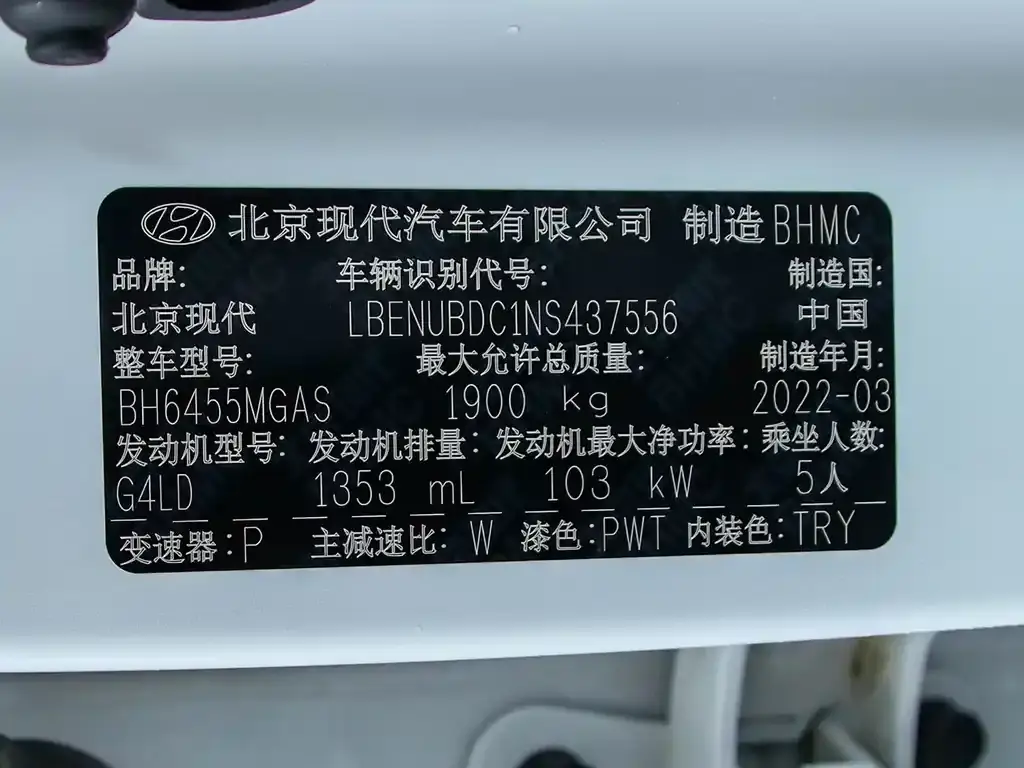 北京现代汽车有限公司 制造 BHMC
品牌: 车辆识别代号: 制造国:
北京现代 LBENUBDC1NS437556 中国
整车型号: 最大允许总质量: 制造年月:
BH6455MGAS 1900 kg 2022-03
发动机型号: 发动机排量: 发动机最大净功率: 乘坐人数:
G4LD 1353 mL 103 kW 5人
变速器:P 主减速比: W 漆色:PWT 内装色:TRY